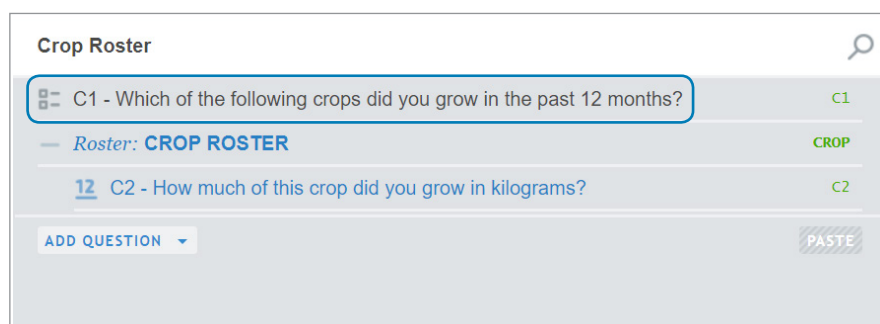 Crop Roster
C1 - Which of the following crops did you grow in the past 12 months? C1
Roster: CROP ROSTER CROP
12 C2 - How much of this crop did you grow in kilograms? C2
ADD QUESTION PASTE